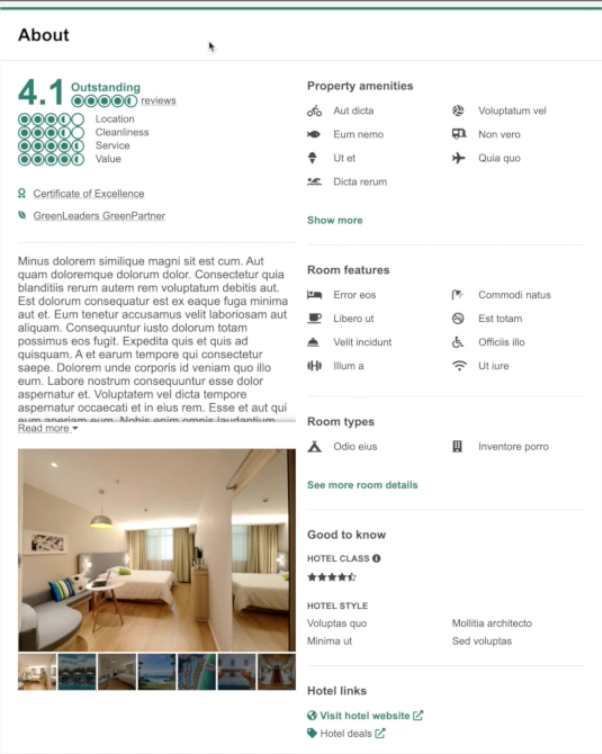 About
4.1
Outstanding
reviews
Location
Cleanliness
Service
Value
Certificate of Excellence
GreenLeaders GreenPartner
Minus dolorem similique magni sit est cum. Aut
quam doloremque dolorum dolor. Consectetur quia
blanditiis rerum autem rem voluptatum debitis aut.
Est dolorum consequatur est ex eaque fuga minima
aut et. Eum tenetur accusamus velit laboriosam aut
aliquam. Consequuntur iusto dolorum totam
possimus eos fugit. Expedita quis et quis ad
quisquam. A et earum tempore qui consectetur
saepe. Dolorem unde corporis id veniam quo illo
eum. Labore nostrum consequuntur esse dolor
aspernatur et. Voluptatem vel dicta tempore
aspernatur occaecati et in eius rem. Esse et aut qui
eum aperiam eum. Nobis enim omnis laudantium
Read more
Property amenities
Aut dicta
Voluptatum vel
Eum nemo
Non vero
Ut et
Quia quo
Dicta rerum
Show more
Room features
Error eos
Commodi natus
Libero ut
Est totam
Velit incidunt
Officiis illo
Illum a
Ut iure
Room types
Odio eius
Inventore porro
See more room details
Good to know
HOTEL CLASS
HOTEL STYLE
Voluptas quo
Mollitia architecto
Minima ut
Sed voluptas
Hotel links
Visit hotel website
Hotel deals